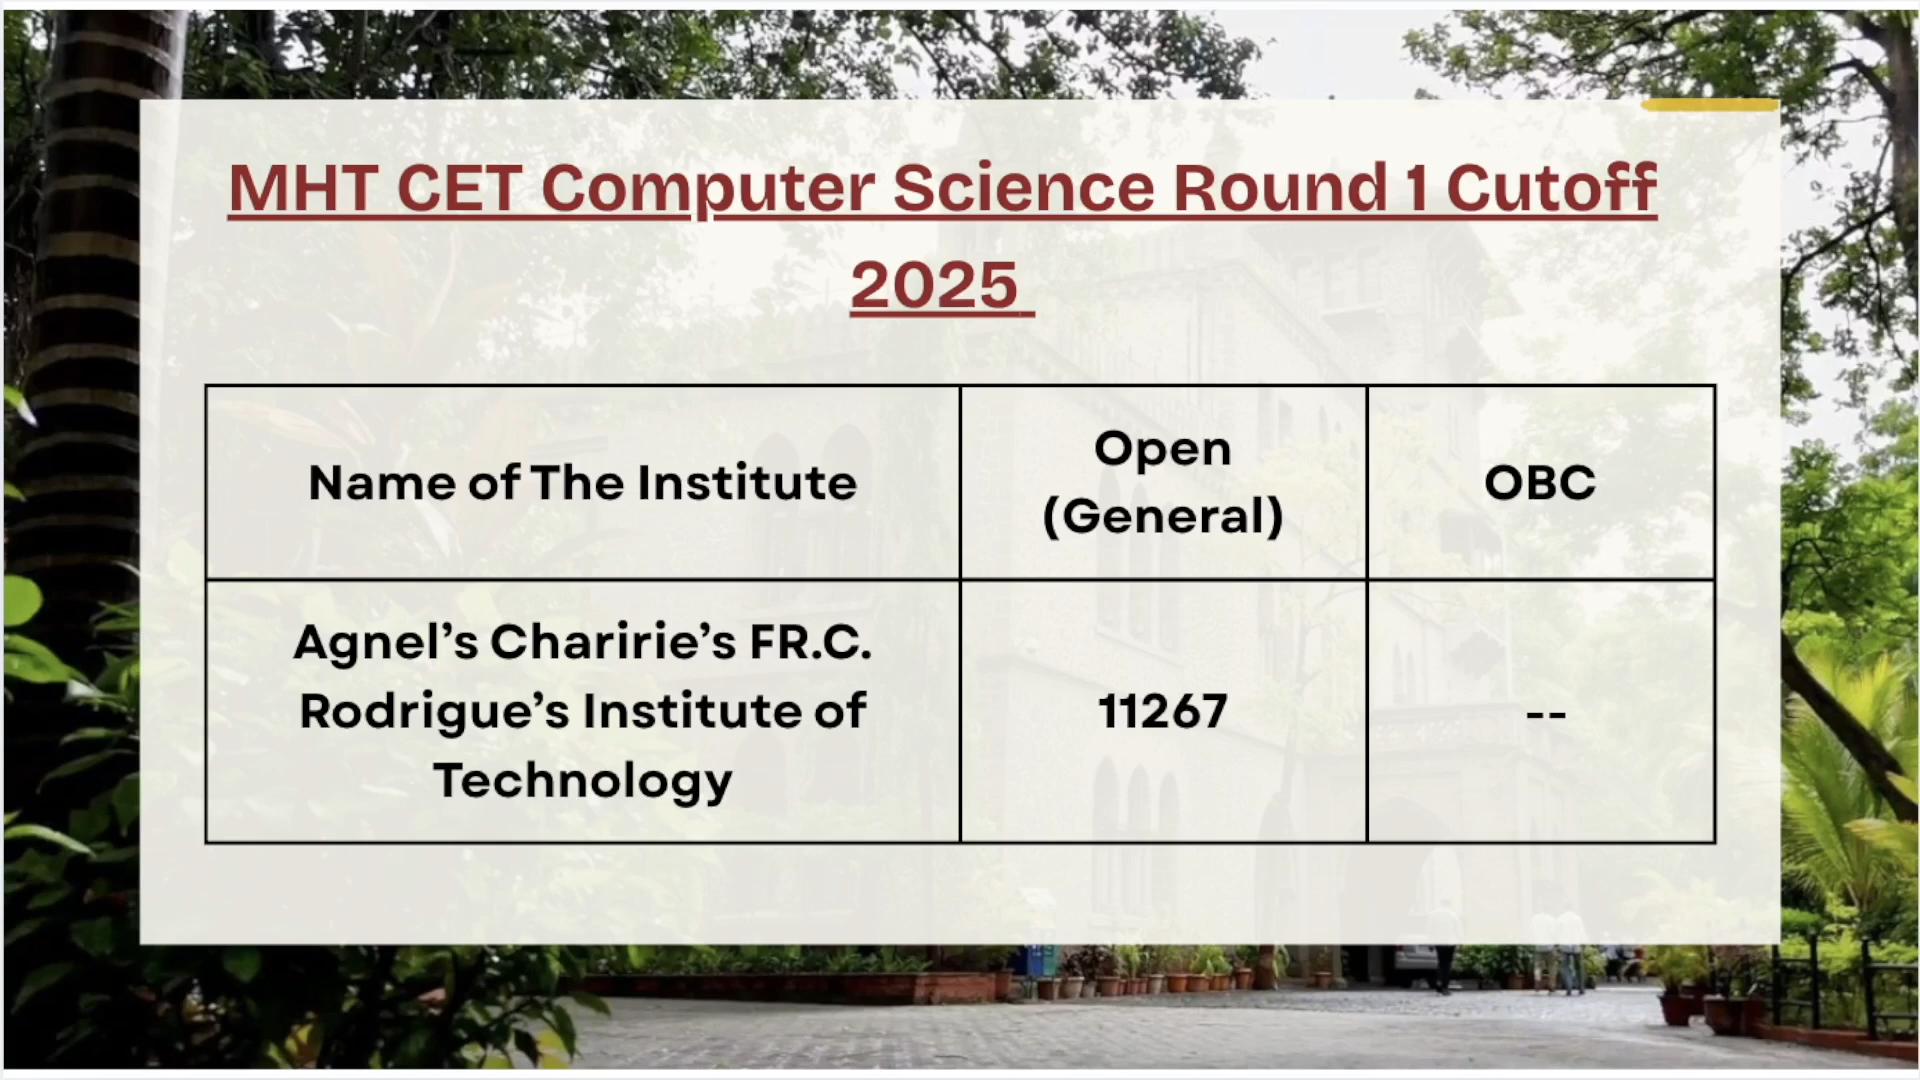 MHT CET Computer Science Round 1 Cutoff
2025
Name of The Institute
Open
(General)
OBC
Agnel’s Charirie’s FR.C.
Rodrigue’s Institute of
Technology
11267
--